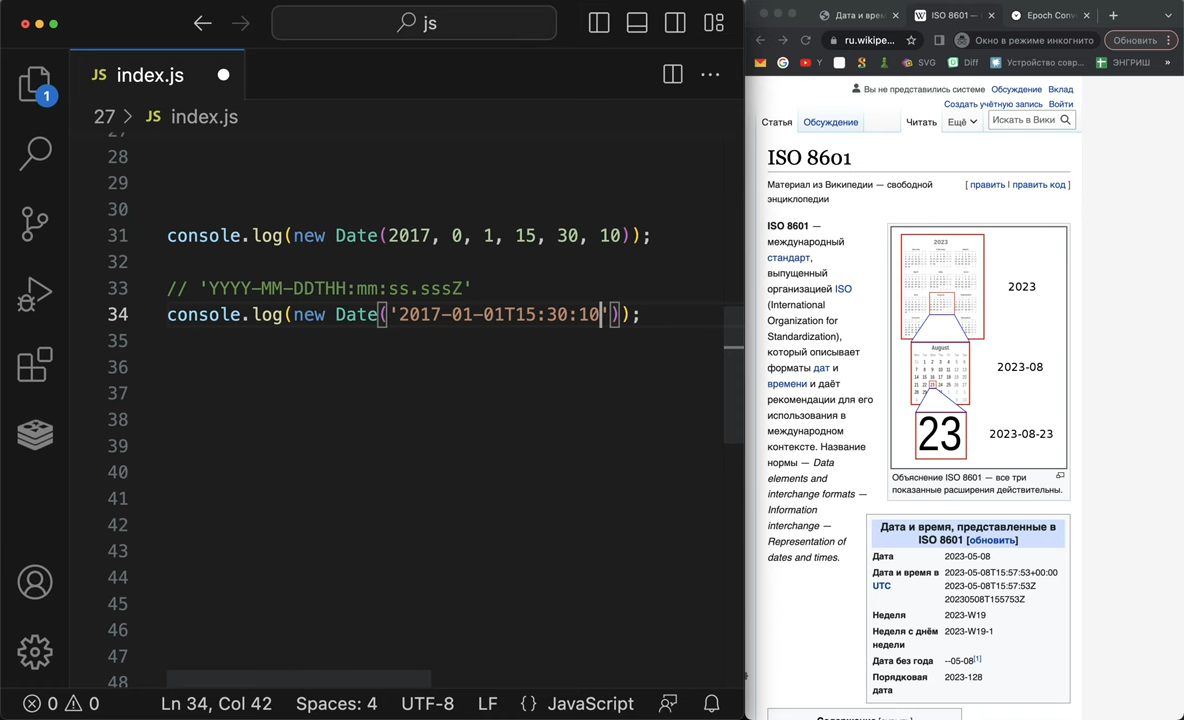 js
JS index.js
27 > JS index.js
1
27
28
29
30
31 console.log(new Date(2017, 0, 1, 15, 30, 10));
32
33 // 'YYYY-MM-DDTHH:mm:ss.sssZ'
34 console.log(new Date('2017-01-01T15:30:10'));
35
36
37
38
39
40
41
42
43
44
45
46
47
48
0 0 Ln 34, Col 42 Spaces: 4 UTF-8 LF {} JavaScript
Дата и врем
ISO 8601 —
Epoch Conv
ru.wikipe...
Окно в режиме инкогнито
Обновить
Y
SVG
Diff
Устройство совр...
ЭНГРИШ
»
Вы не представились системе Обсуждение Вклад
Создать учётную запись Войти
Статья Обсуждение Читать Ещё Искать в Вики
ISO 8601
Материал из Википедии — свободной
энциклопедии
[ править | править код ]
ISO 8601 —
международный
стандарт,
выпущенный
организацией ISO
(International
Organization for
Standardization),
который описывает
форматы дат и
времени и даёт
рекомендации для его
использования в
международном
контексте. Название
нормы — Data
elements and
interchange formats —
Information
interchange —
Representation of
dates and times.
2023
2023
August
2023-08
23
2023-08-23
Объяснение ISO 8601 — все три
показанные расширения действительны.
Дата и время, представленные в
ISO 8601 [обновить]
Дата 2023-05-08
Дата и время в UTC 2023-05-08T15:57:53+00:00
2023-05-08T15:57:53Z
20230508T155753Z
Неделя 2023-W19
Неделя с днём недели 2023-W19-1
Дата без года --05-08[1]
Порядковая дата 2023-128